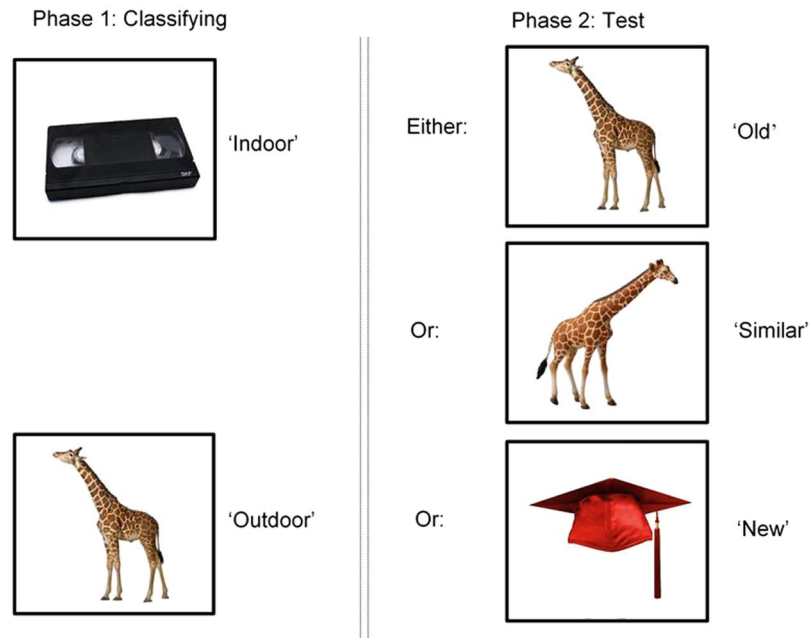 Phase 1: Classifying
'Indoor'
'Outdoor'
Phase 2: Test
Either:
'Old'
Or:
'Similar'
Or:
'New'